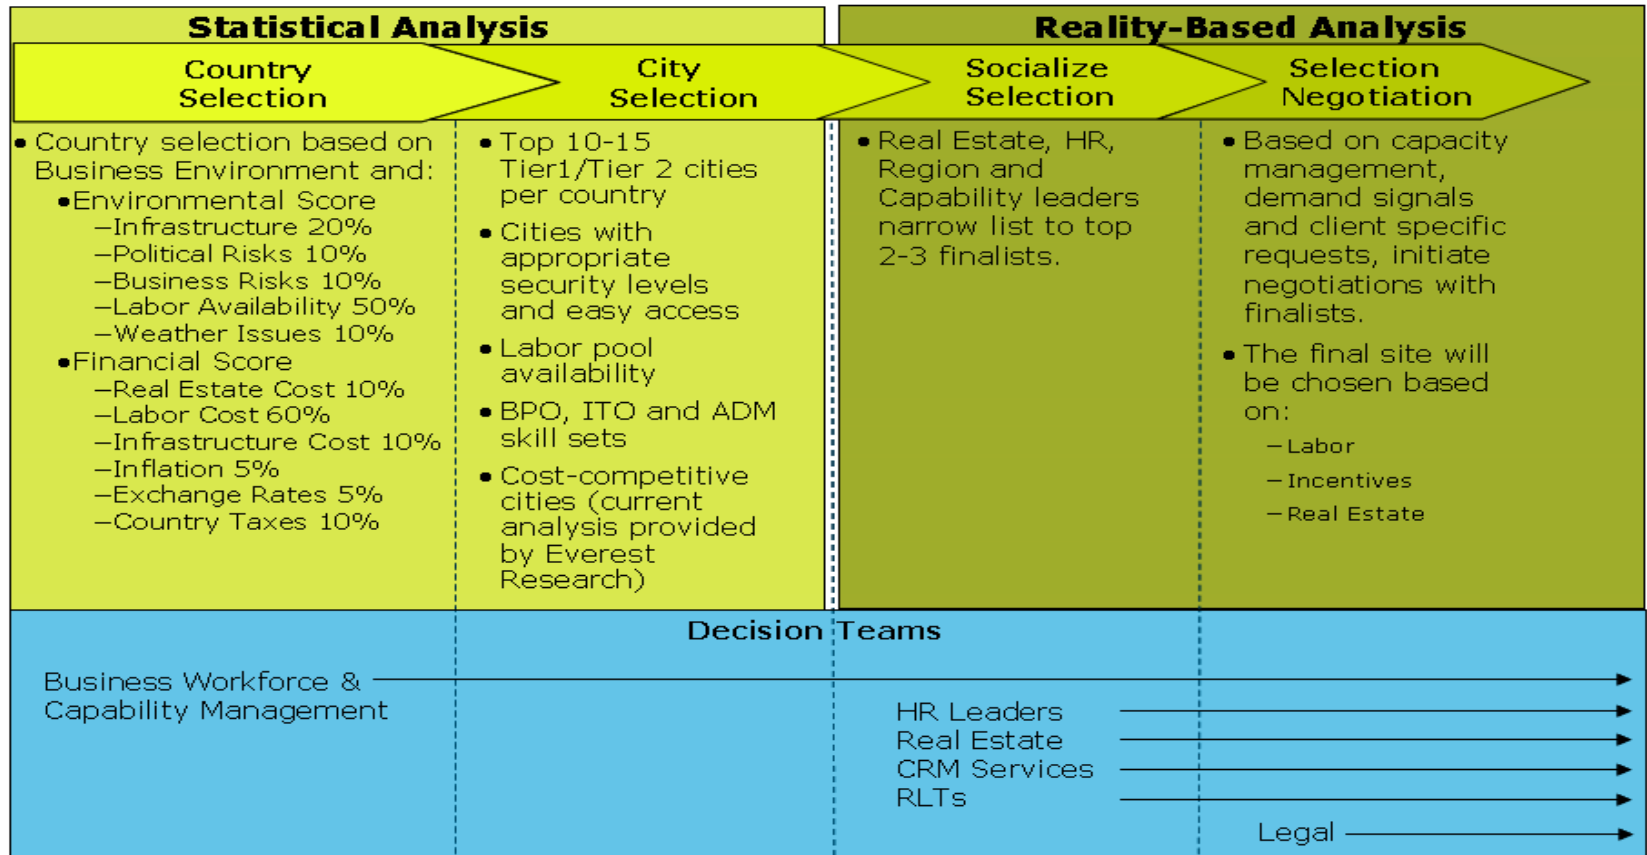 Statistical Analysis
Reality-Based Analysis
Country
Selection
City
Selection
Socialize
Selection
Selection
Negotiation
• Country selection based on
Business Environment and:
•Environmental Score
—Infrastructure 20%
—Political Risks 10%
—Business Risks 10%
—Labor Availability 50%
—Weather Issues 10%
•Financial Score
—Real Estate Cost 10%
—Labor Cost 60%
—Infrastructure Cost 10%
—Inflation 5%
—Exchange Rates 5%
—Country Taxes 10%
• Top 10-15
Tier1/Tier 2 cities
per country
• Cities with
appropriate
security levels
and easy access
• Labor pool
availability
• BPO, ITO and ADM
skill sets
• Cost-competitive
cities (current
analysis provided
by Everest
Research)
• Real Estate, HR,
Region and
Capability leaders
narrow list to top
2-3 finalists.
• Based on capacity
management,
demand signals
and client specific
requests, initiate
negotiations with
finalists.
• The final site will
be chosen based
on:
— Labor
— Incentives
— Real Estate
Decision Teams
Business Workforce &
Capability Management
HR Leaders
Real Estate
CRM Services
RLTs
Legal